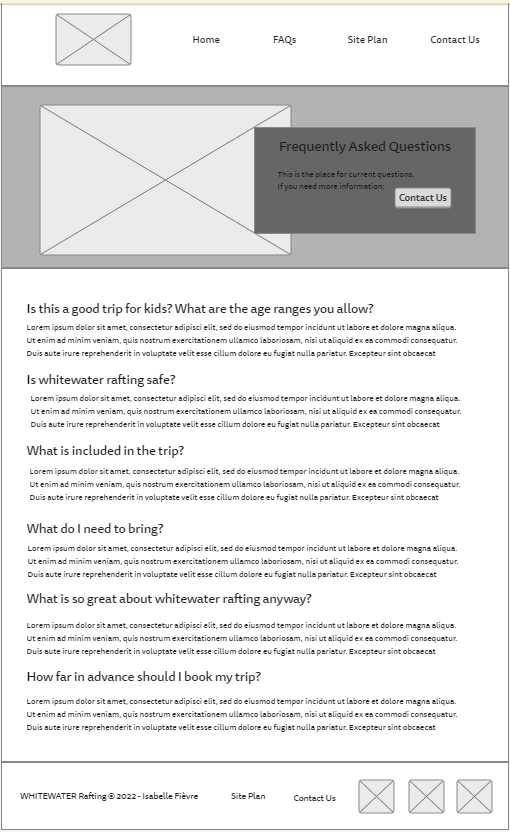 Home FAQs Site Plan Contact Us
Frequently Asked Questions
This is the place for current questions.
If you need more information:
Contact Us
Is this a good trip for kids? What are the age ranges you allow?
Lorem ipsum dolor sit amet, consectetur adipisci elit, sed do eiusmod tempor incidunt ut labore et dolore magna aliqua.
Ut enim ad minim veniam, quis nostrum exercitationem ullamco laboriosam, nisi ut aliquid ex ea commodi consequatur.
Duis aute irure reprehenderit in voluptate velit esse cillum dolore eu fugiat nulla pariatur. Excepteur sint obcaecat
Is whitewater rafting safe?
Lorem ipsum dolor sit amet, consectetur adipisci elit, sed do eiusmod tempor incidunt ut labore et dolore magna aliqua.
Ut enim ad minim veniam, quis nostrum exercitationem ullamco laboriosam, nisi ut aliquid ex ea commodi consequatur.
Duis aute irure reprehenderit in voluptate velit esse cillum dolore eu fugiat nulla pariatur. Excepteur sint obcaecat
What is included in the trip?
Lorem ipsum dolor sit amet, consectetur adipisci elit, sed do eiusmod tempor incidunt ut labore et dolore magna aliqua.
Ut enim ad minim veniam, quis nostrum exercitationem ullamco laboriosam, nisi ut aliquid ex ea commodi consequatur.
Duis aute irure reprehenderit in voluptate velit esse cillum dolore eu fugiat nulla pariatur. Excepteur sint obcaecat
What do I need to bring?
Lorem ipsum dolor sit amet, consectetur adipisci elit, sed do eiusmod tempor incidunt ut labore et dolore magna aliqua.
Ut enim ad minim veniam, quis nostrum exercitationem ullamco laboriosam, nisi ut aliquid ex ea commodi consequatur.
Duis aute irure reprehenderit in voluptate velit esse cillum dolore eu fugiat nulla pariatur. Excepteur sint obcaecat
What is so great about whitewater rafting anyway?
Lorem ipsum dolor sit amet, consectetur adipisci elit, sed do eiusmod tempor incidunt ut labore et dolore magna aliqua.
Ut enim ad minim veniam, quis nostrum exercitationem ullamco laboriosam, nisi ut aliquid ex ea commodi consequatur.
Duis aute irure reprehenderit in voluptate velit esse cillum dolore eu fugiat nulla pariatur. Excepteur sint obcaecat
How far in advance should I book my trip?
Lorem ipsum dolor sit amet, consectetur adipisci elit, sed do eiusmod tempor incidunt ut labore et dolore magna aliqua.
Ut enim ad minim veniam, quis nostrum exercitationem ullamco laboriosam, nisi ut aliquid ex ea commodi consequatur.
Duis aute irure reprehenderit in voluptate velit esse cillum dolore eu fugiat nulla pariatur. Excepteur sint obcaecat
WHITEWATER Rafting © 2022 - Isabelle Fièvre Site Plan Contact Us